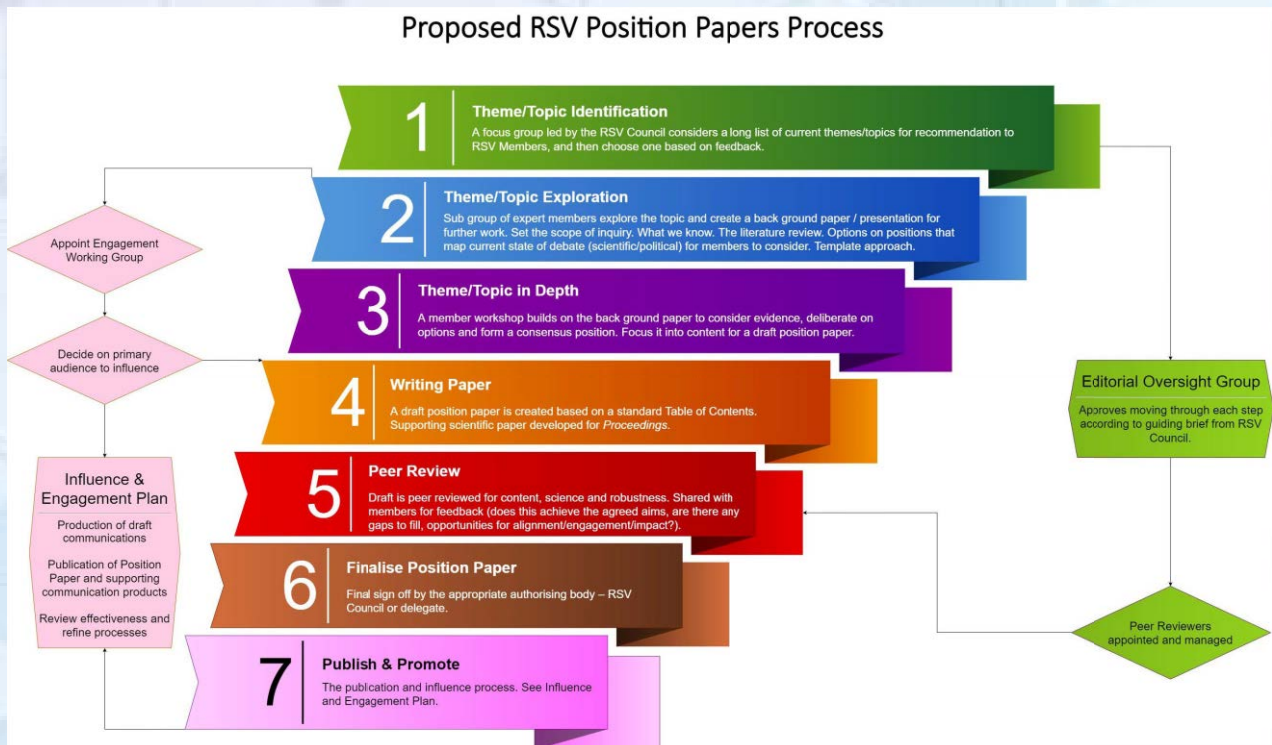 Proposed RSV Position Papers Process
1
Theme/Topic Identification
A focus group led by the RSV Council considers a long list of current themes/topics for recommendation to
RSV Members, and then choose one based on feedback.
2
Theme/Topic Exploration
Sub group of expert members explore the topic and create a back ground paper / presentation for
further work. Set the scope of inquiry. What we know. The literature review. Options on positions that
map current state of debate (scientific/political) for members to consider. Template approach.
3
Theme/Topic in Depth
A member workshop builds on the back ground paper to consider evidence, deliberate on
options and form a consensus position. Focus it into content for a draft position paper.
4
Writing Paper
A draft position paper is created based on a standard Table of Contents.
Supporting scientific paper developed for Proceedings.
5
Peer Review
Draft is peer reviewed for content, science and robustness. Shared with
members for feedback (does this achieve the agreed aims, are there any
gaps to fill, opportunities for alignment/engagement/impact?).
6
Finalise Position Paper
Final sign off by the appropriate authorising body – RSV
Council or delegate.
7
Publish & Promote
The publication and influence process. See Influence
and Engagement Plan.
Appoint Engagement
Working Group
Decide on primary
audience to influence
Influence &
Engagement Plan
Production of draft
communications
Publication of Position
Paper and supporting
communication products
Review effectiveness and
refine processes
Editorial Oversight Group
Approves moving through each step
according to guiding brief from RSV
Council.
Peer Reviewers
appointed and managed